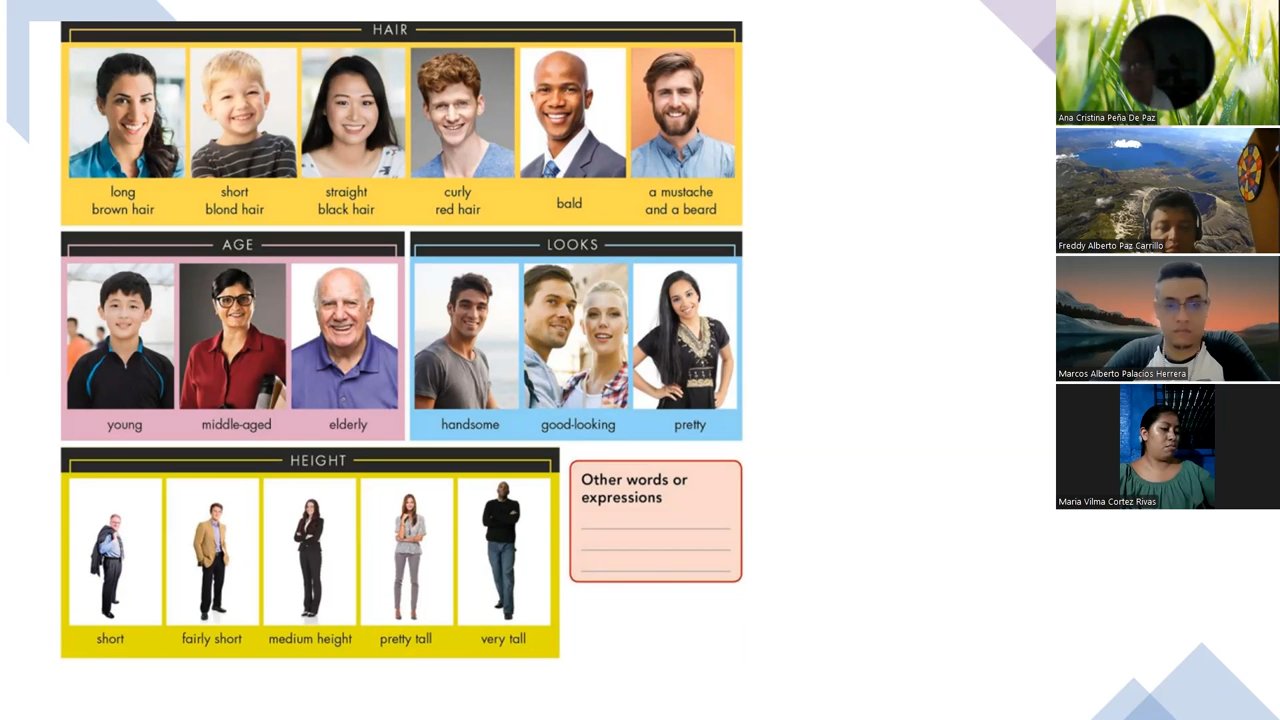 HAIR
long
brown hair
short
blond hair
straight
black hair
curly
red hair
bald
a mustache
and a beard
AGE
young
middle-aged
elderly
LOOKS
handsome
good-looking
pretty
HEIGHT
short
fairly short
medium height
pretty tall
very tall
Other words or
expressions
Ana Cristina Peña De Paz
Freddy Alberto Paz Carrillo
Marcos Alberto Palacios Herrera
Maria Vilma Cortez Rivas